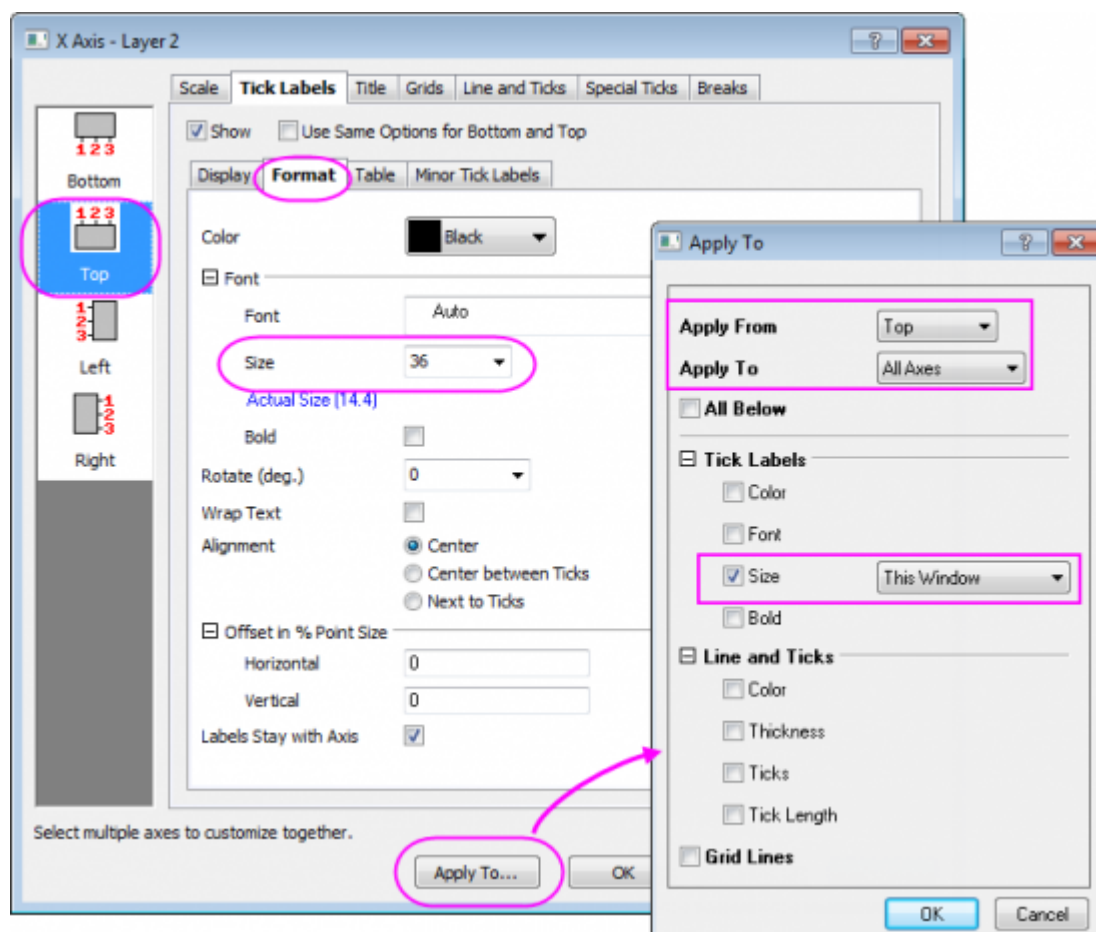 X Axis - Layer 2
Scale Tick Labels Title Grids Line and Ticks Special Ticks Breaks
Show Use Same Options for Bottom and Top
Display Format Table Minor Tick Labels
1 2 3
Bottom
1 2 3
Top
1
2
3
Left
1
2
3
Right
Color Black
Font
Font Auto
Size 36
Actual Size (14.4)
Bold
Rotate (deg.) 0
Wrap Text
Alignment Center
Center between Ticks
Next to Ticks
Offset in % Point Size
Horizontal 0
Vertical 0
Labels Stay with Axis
Select multiple axes to customize together.
Apply To... OK
Apply To
Apply From Top
Apply To All Axes
All Below
Tick Labels
Color
Font
Size This Window
Bold
Line and Ticks
Color
Thickness
Ticks
Tick Length
Grid Lines
OK Cancel